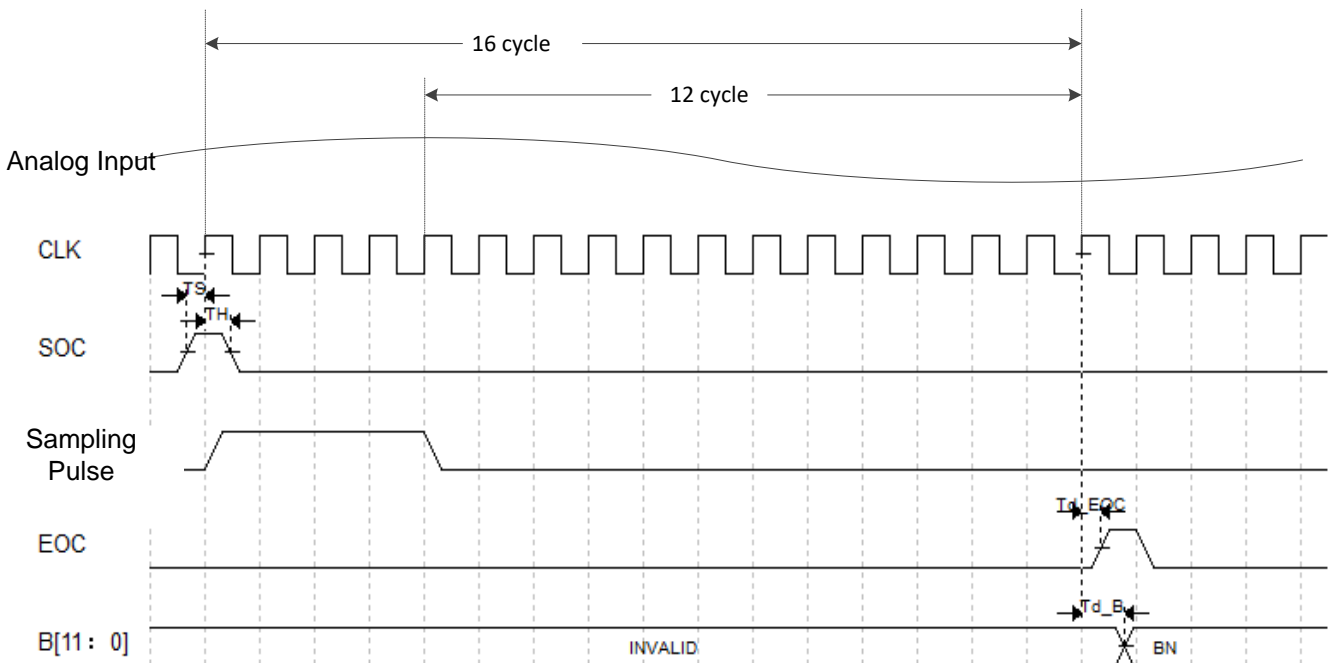 16 cycle
12 cycle
Analog Input
CLK
TS
TH
SOC
Sampling
Pulse
Td_EOC
EOC
Td_B
B[11: 0]
INVALID
BN